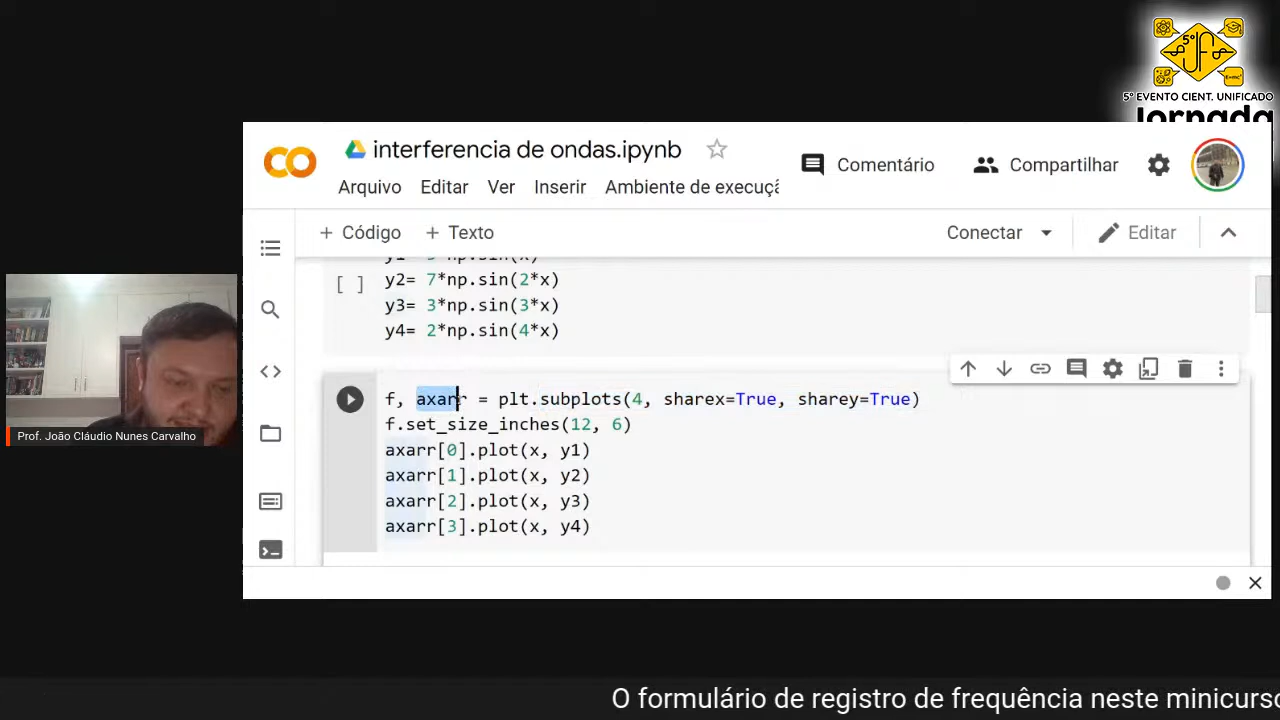 5º
E=mc²
5º EVENTO CIENT. UNIFICADO
Jornada
interferencia de ondas.ipynb
Comentário
Compartilhar
Arquivo Editar Ver Inserir Ambiente de execuçã
+ Código + Texto
Conectar
Editar
[ ]
y2= 7*np.sin(2*x)
y3= 3*np.sin(3*x)
y4= 2*np.sin(4*x)
f, axarr = plt.subplots(4, sharex=True, sharey=True)
f.set_size_inches(12, 6)
axarr[0].plot(x, y1)
axarr[1].plot(x, y2)
axarr[2].plot(x, y3)
axarr[3].plot(x, y4)
Prof. João Cláudio Nunes Carvalho
O formulário de registro de frequência neste minicurso